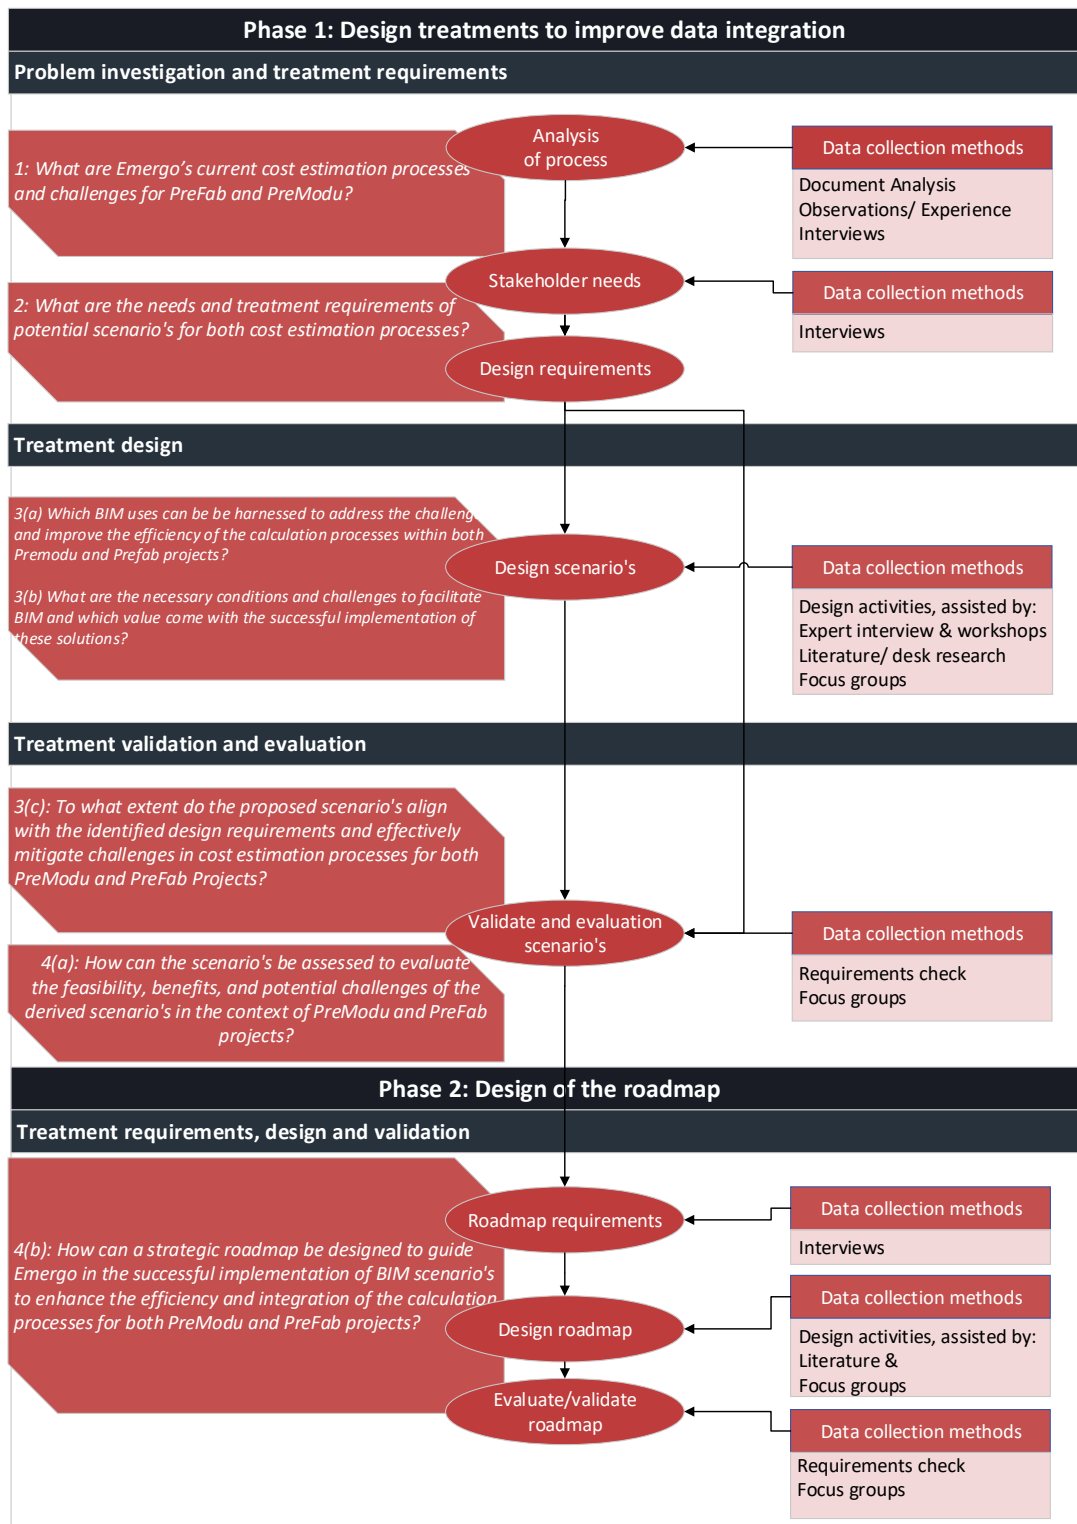 Phase 1: Design treatments to improve data integration
Problem investigation and treatment requirements
1: What are Emergo's current cost estimation processes
and challenges for PreFab and PreModu?
Analysis
of process
Data collection methods
Document Analysis
Observations/ Experience
Interviews
2: What are the needs and treatment requirements of
potential scenario's for both cost estimation processes?
Stakeholder needs
Data collection methods
Interviews
Design requirements
Treatment design
3(a) Which BIM uses can be be harnessed to address the challeng
and improve the efficiency of the calculation processes within both
Premodu and Prefab projects?
3(b) What are the necessary conditions and challenges to facilitate
BIM and which value come with the successful implementation of
these solutions?
Design scenario's
Data collection methods
Design activities, assisted by:
Expert interview & workshops
Literature/ desk research
Focus groups
Treatment validation and evaluation
3(c): To what extent do the proposed scenario's align
with the identified design requirements and effectively
mitigate challenges in cost estimation processes for both
PreModu and PreFab Projects?
Validate and evaluation
scenario's
Data collection methods
Requirements check
Focus groups
4(a): How can the scenario's be assessed to evaluate
the feasibility, benefits, and potential challenges of the
derived scenario's in the context of PreModu and PreFab
projects?
Phase 2: Design of the roadmap
Treatment requirements, design and validation
4(b): How can a strategic roadmap be designed to guide
Emergo in the successful implementation of BIM scenario's
to enhance the efficiency and integration of the calculation
processes for both PreModu and PreFab projects?
Roadmap requirements
Data collection methods
Interviews
Design roadmap
Data collection methods
Design activities, assisted by:
Literature &
Focus groups
Evaluate/validate
roadmap
Data collection methods
Requirements check
Focus groups